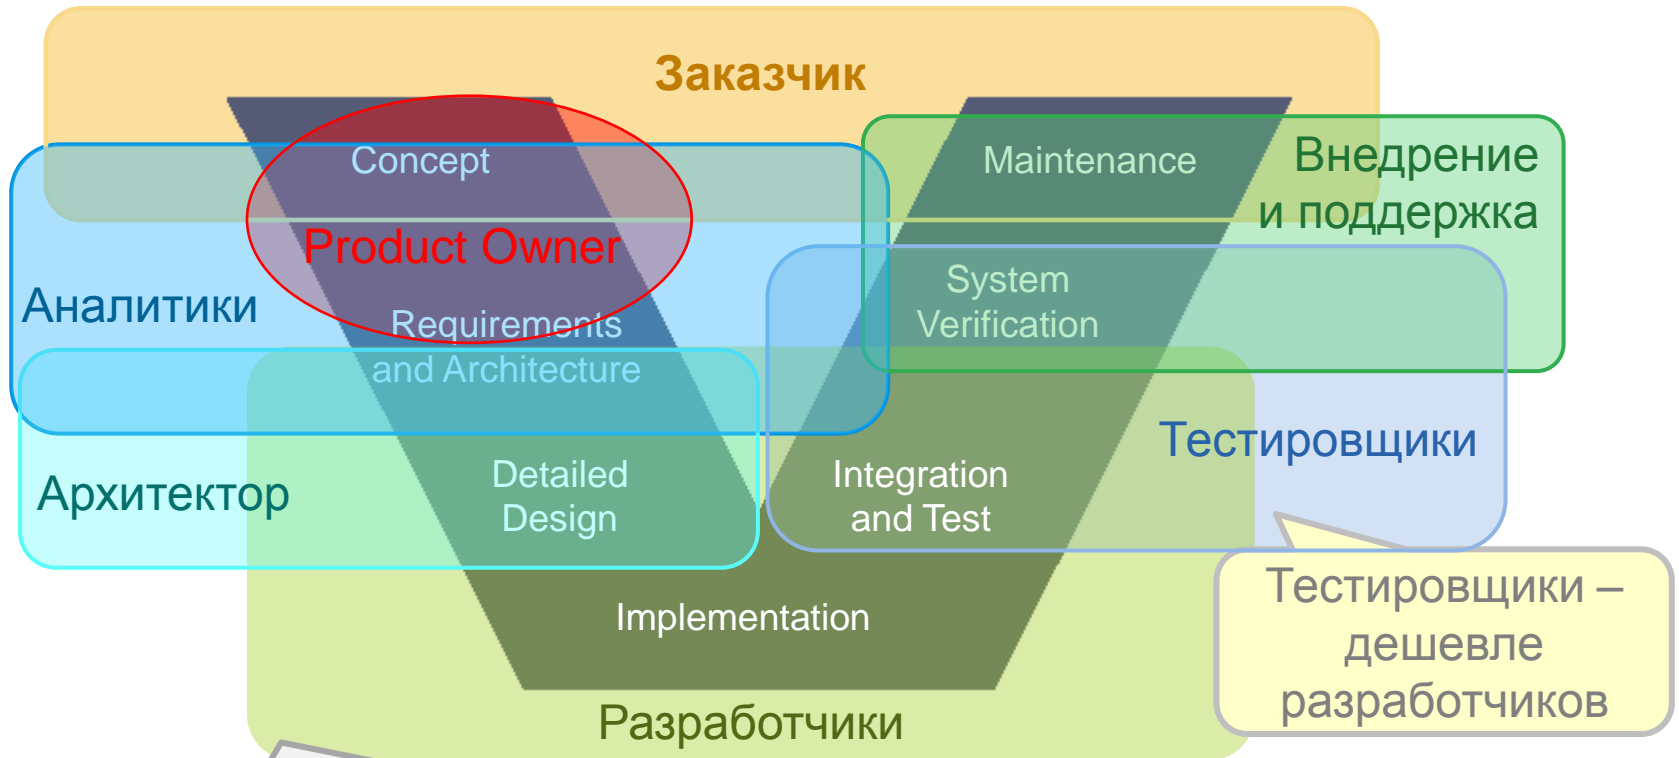 Заказчик
Concept
Maintenance
Внедрение
и поддержка
Product Owner
Аналитики
Requirements
and Architecture
System
Verification
Архитектор
Detailed
Design
Integration
and Test
Тестировщики
Implementation
Тестировщики –
дешевле
разработчиков
Разработчики